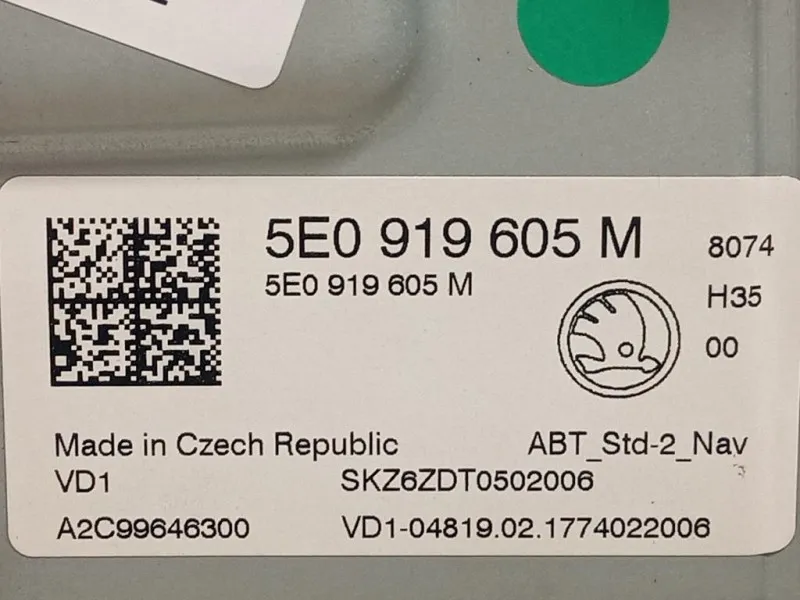 5E0 919 605 M
5E0 919 605 M
8074
H35
00
Made in Czech Republic
ABT_Std-2_Nav
VD1
SKZ6ZDT0502006
A2C99646300
VD1-04819.02.1774022006